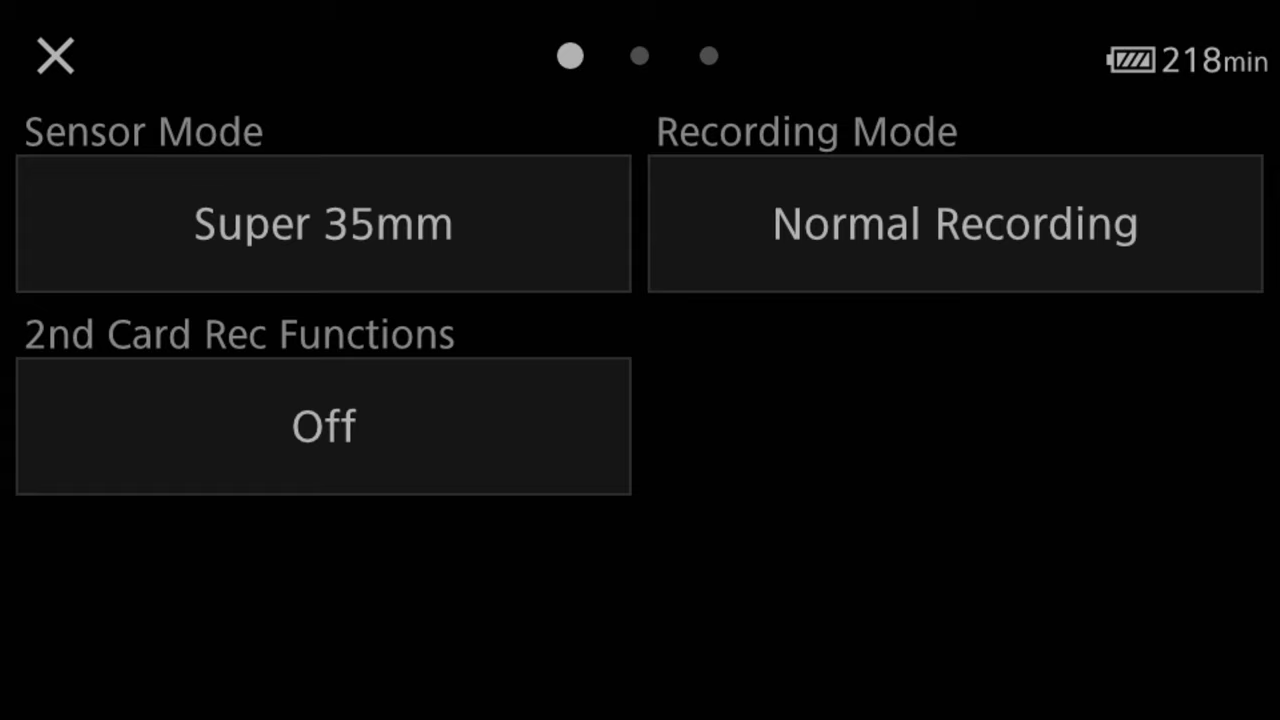 218min
Sensor Mode
Recording Mode
Super 35mm
Normal Recording
2nd Card Rec Functions
Off